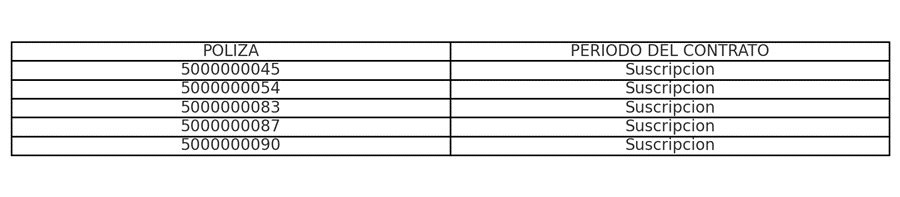 POLIZA PERIODO DEL CONTRATO
5000000045 Suscripcion
5000000054 Suscripcion
5000000083 Suscripcion
5000000087 Suscripcion
5000000090 Suscripcion